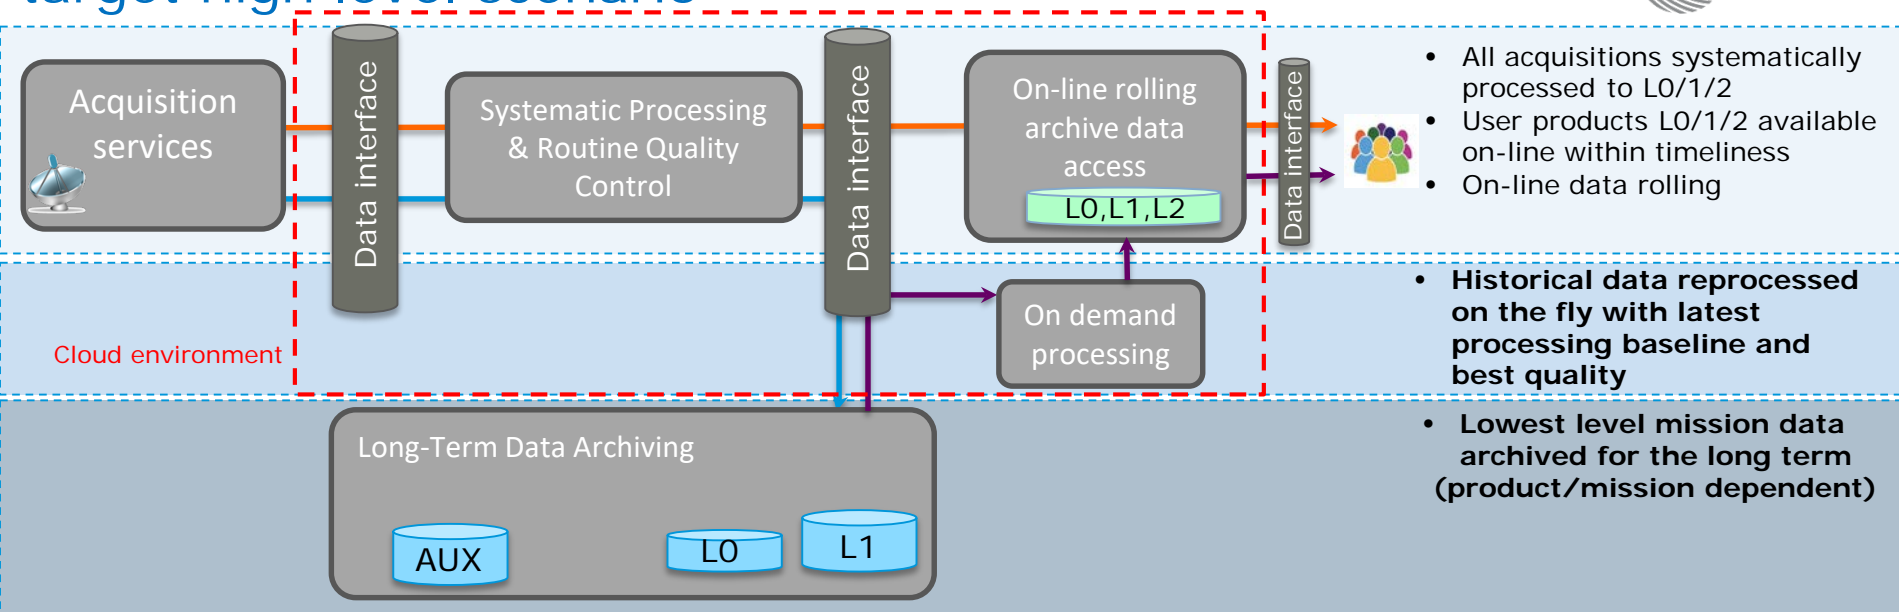 target high level scenario
Acquisition
services
Data interface
Systematic Processing
& Routine Quality
Control
Data interface
On-line rolling
archive data
access
L0,L1,L2
Data interface
• All acquisitions systematically
processed to L0/1/2
• User products L0/1/2 available
on-line within timeliness
• On-line data rolling
Cloud environment
On demand
processing
• Historical data reprocessed
on the fly with latest
processing baseline and
best quality
Long-Term Data Archiving
AUX
L0
L1
• Lowest level mission data
archived for the long term
(product/mission dependent)